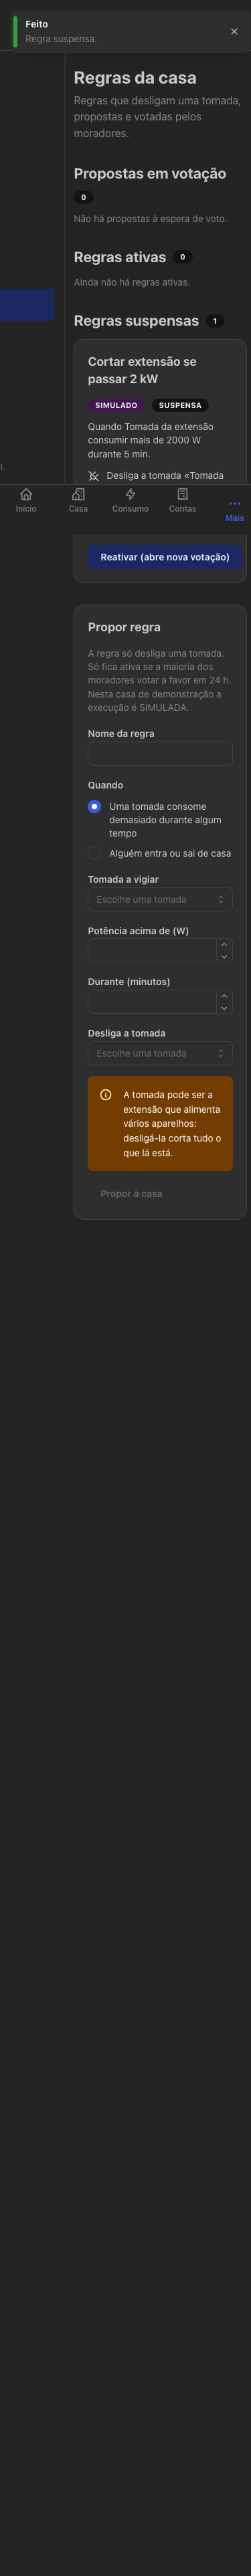 Feito
Regra suspensa.
Regras da casa
Regras que desligam uma tomada,
propostas e votadas pelos
moradores.
Propostas em votação
0
Não há propostas à espera de voto.
Regras ativas 0
Ainda não há regras ativas.
Regras suspensas 1
Cortar extensão se
passar 2 kW
SIMULADO SUSPENSA
Quando Tomada da extensão
consumir mais de 2000 W
durante 5 min.
Desliga a tomada «Tomada
Início Casa Consumo Contas Mais
Reativar (abre nova votação)
Propor regra
A regra só desliga uma tomada.
Só fica ativa se a maioria dos
moradores votar a favor em 24 h.
Nesta casa de demonstração a
execução é SIMULADA.
Nome da regra
Quando
Uma tomada consome
demasiado durante algum
tempo
Alguém entra ou sai de casa
Tomada a vigiar
Escolhe uma tomada
Potência acima de (W)
Durante (minutos)
Desliga a tomada
Escolhe uma tomada
A tomada pode ser a
extensão que alimenta
vários aparelhos:
desligá-la corta tudo o
que lá está.
Propor à casa